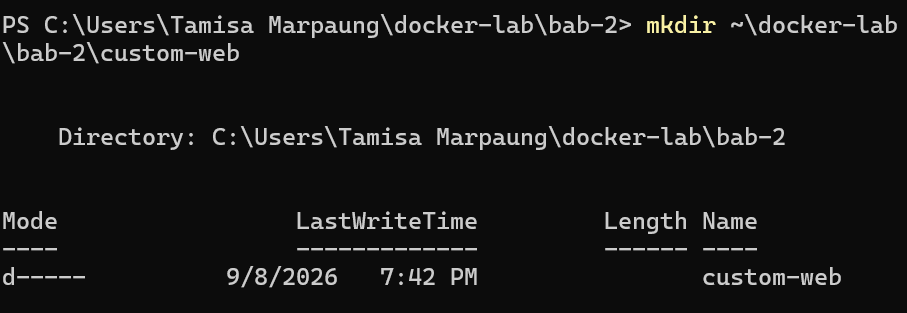 PS C:\Users\Tamisa Marpaung\docker-lab\bab-2> mkdir ~\docker-lab
\bab-2\custom-web
Directory: C:\Users\Tamisa Marpaung\docker-lab\bab-2
Mode                 LastWriteTime         Length Name
----                 -------------         ------ ----
d-----          9/8/2026   7:42 PM                custom-web